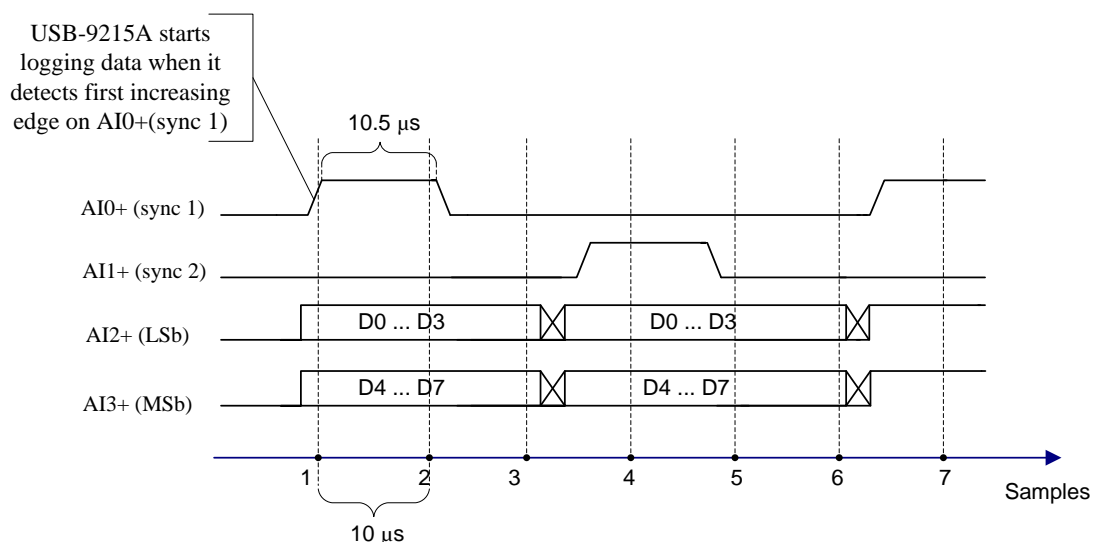 USB-9215A starts
logging data when it
detects first increasing
edge on AI0+(sync 1)
10.5 μs
AI0+ (sync 1)
AI1+ (sync 2)
AI2+ (LSb)
D0 ... D3
D0 ... D3
AI3+ (MSb)
D4 ... D7
D4 ... D7
1
2
3
4
5
6
7
Samples
10 μs